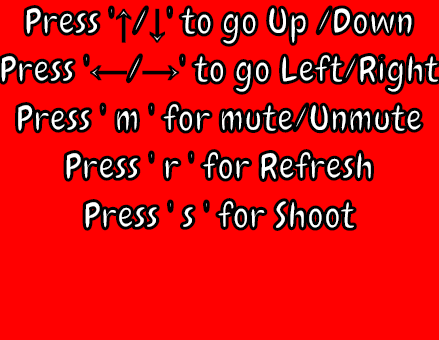 Press '↑/↓' to go Up /Down
Press '←/→' to go Left/Right
Press ' m ' for mute/Unmute
Press ' r ' for Refresh
Press ' s ' for Shoot